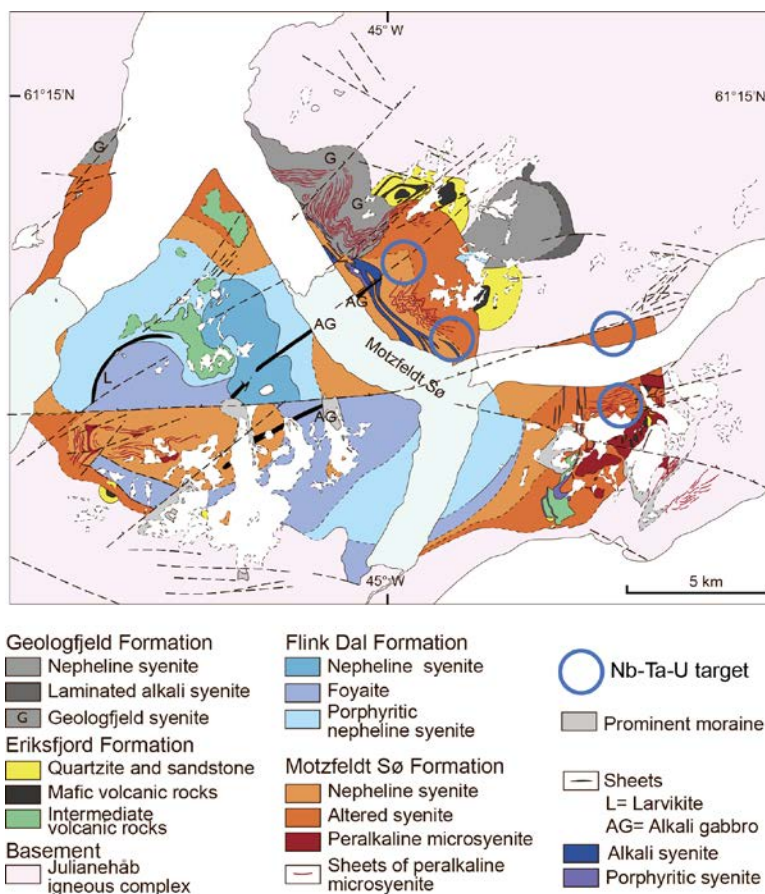 45° W
61°15'N
61°15'N
G
G
G
AG
AG
Motzfeldt Sø
L
AG
45° W
5 km
Geologfjeld Formation
Nepheline syenite
Laminated alkali syenite
G
Geologfjeld syenite
Eriksfjord Formation
Quartzite and sandstone
Mafic volcanic rocks
Intermediate
volcanic rocks
Basement
Julianehåb
igneous complex
Flink Dal Formation
Nepheline syenite
Foyaite
Porphyritic
nepheline syenite
Motzfeldt Sø Formation
Nepheline syenite
Altered syenite
Peralkaline microsyenite
Sheets of peralkaline
microsyenite
Nb-Ta-U target
Prominent moraine
Sheets
L= Larvikite
AG= Alkali gabbro
Alkali syenite
Porphyritic syenite